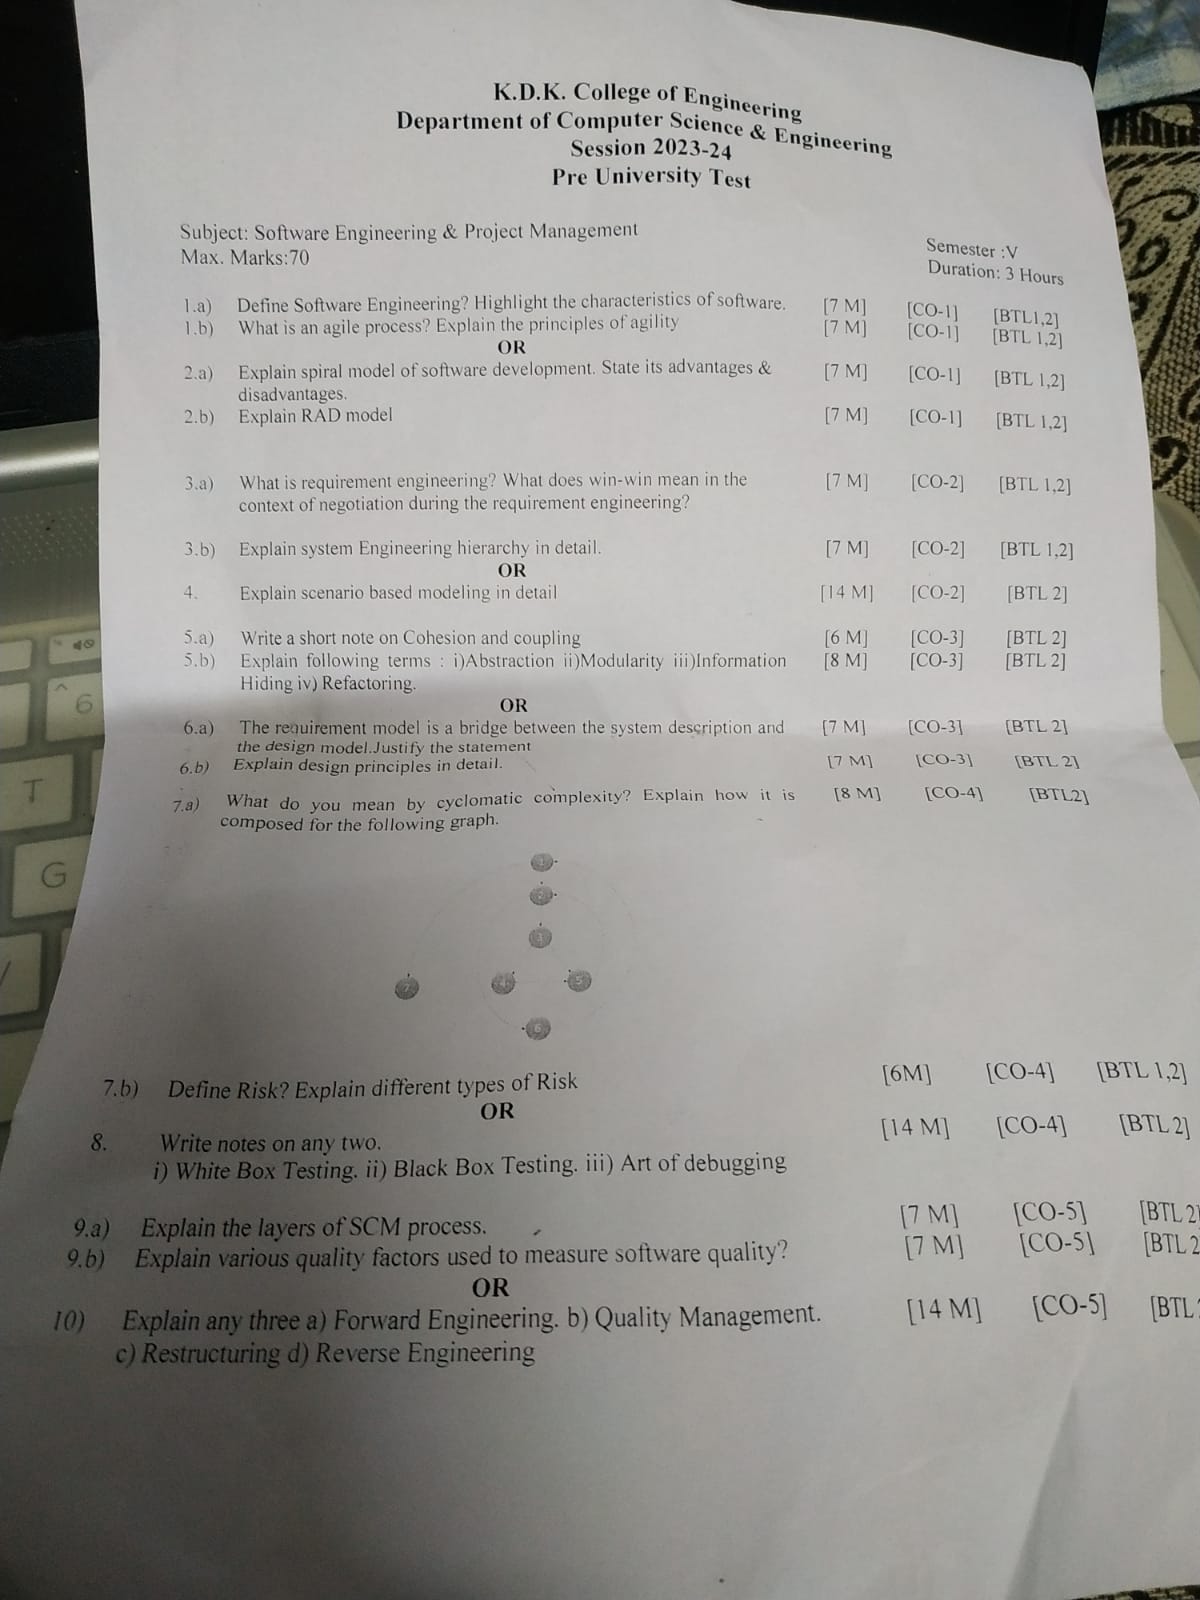 K.D.K. College of Engineering
Department of Computer Science & Engineering
Session 2023-24
Pre University Test
Subject: Software Engineering & Project Management
Semester :V
Max. Marks:70
Duration: 3 Hours
1.a) Define Software Engineering? Highlight the characteristics of software. [7 M] [CO-1] [BTL1,2]
1.b) What is an agile process? Explain the principles of agility [7 M] [CO-1] [BTL 1,2]
OR
2.a) Explain spiral model of software development. State its advantages & [7 M] [CO-1] [BTL 1,2]
disadvantages.
2.b) Explain RAD model [7 M] [CO-1] [BTL 1,2]
3.a) What is requirement engineering? What does win-win mean in the [7 M] [CO-2] [BTL 1,2]
context of negotiation during the requirement engineering?
3.b) Explain system Engineering hierarchy in detail. [7 M] [CO-2] [BTL 1,2]
OR
4. Explain scenario based modeling in detail [14 M] [CO-2] [BTL 2]
5.a) Write a short note on Cohesion and coupling [6 M] [CO-3] [BTL 2]
5.b) Explain following terms : i)Abstraction ii)Modularity iii)Information [8 M] [CO-3] [BTL 2]
Hiding iv) Refactoring.
OR
6.a) The requirement model is a bridge between the system description and [7 M] [CO-3] [BTL 2]
the design model.Justify the statement
6.b) Explain design principles in detail. [7 M] [CO-3] [BTL 2]
7.a) What do you mean by cyclomatic complexity? Explain how it is [8 M] [CO-4] [BTL2]
composed for the following graph.
1
2
3
7 4 5
6
7.b) Define Risk? Explain different types of Risk [6M] [CO-4] [BTL 1,2]
OR
8. Write notes on any two. [14 M] [CO-4] [BTL 2]
i) White Box Testing. ii) Black Box Testing. iii) Art of debugging
9.a) Explain the layers of SCM process. [7 M] [CO-5] [BTL 2]
9.b) Explain various quality factors used to measure software quality? [7 M] [CO-5] [BTL 2
OR
10) Explain any three a) Forward Engineering. b) Quality Management. [14 M] [CO-5] [BTL
c) Restructuring d) Reverse Engineering
6
T
G